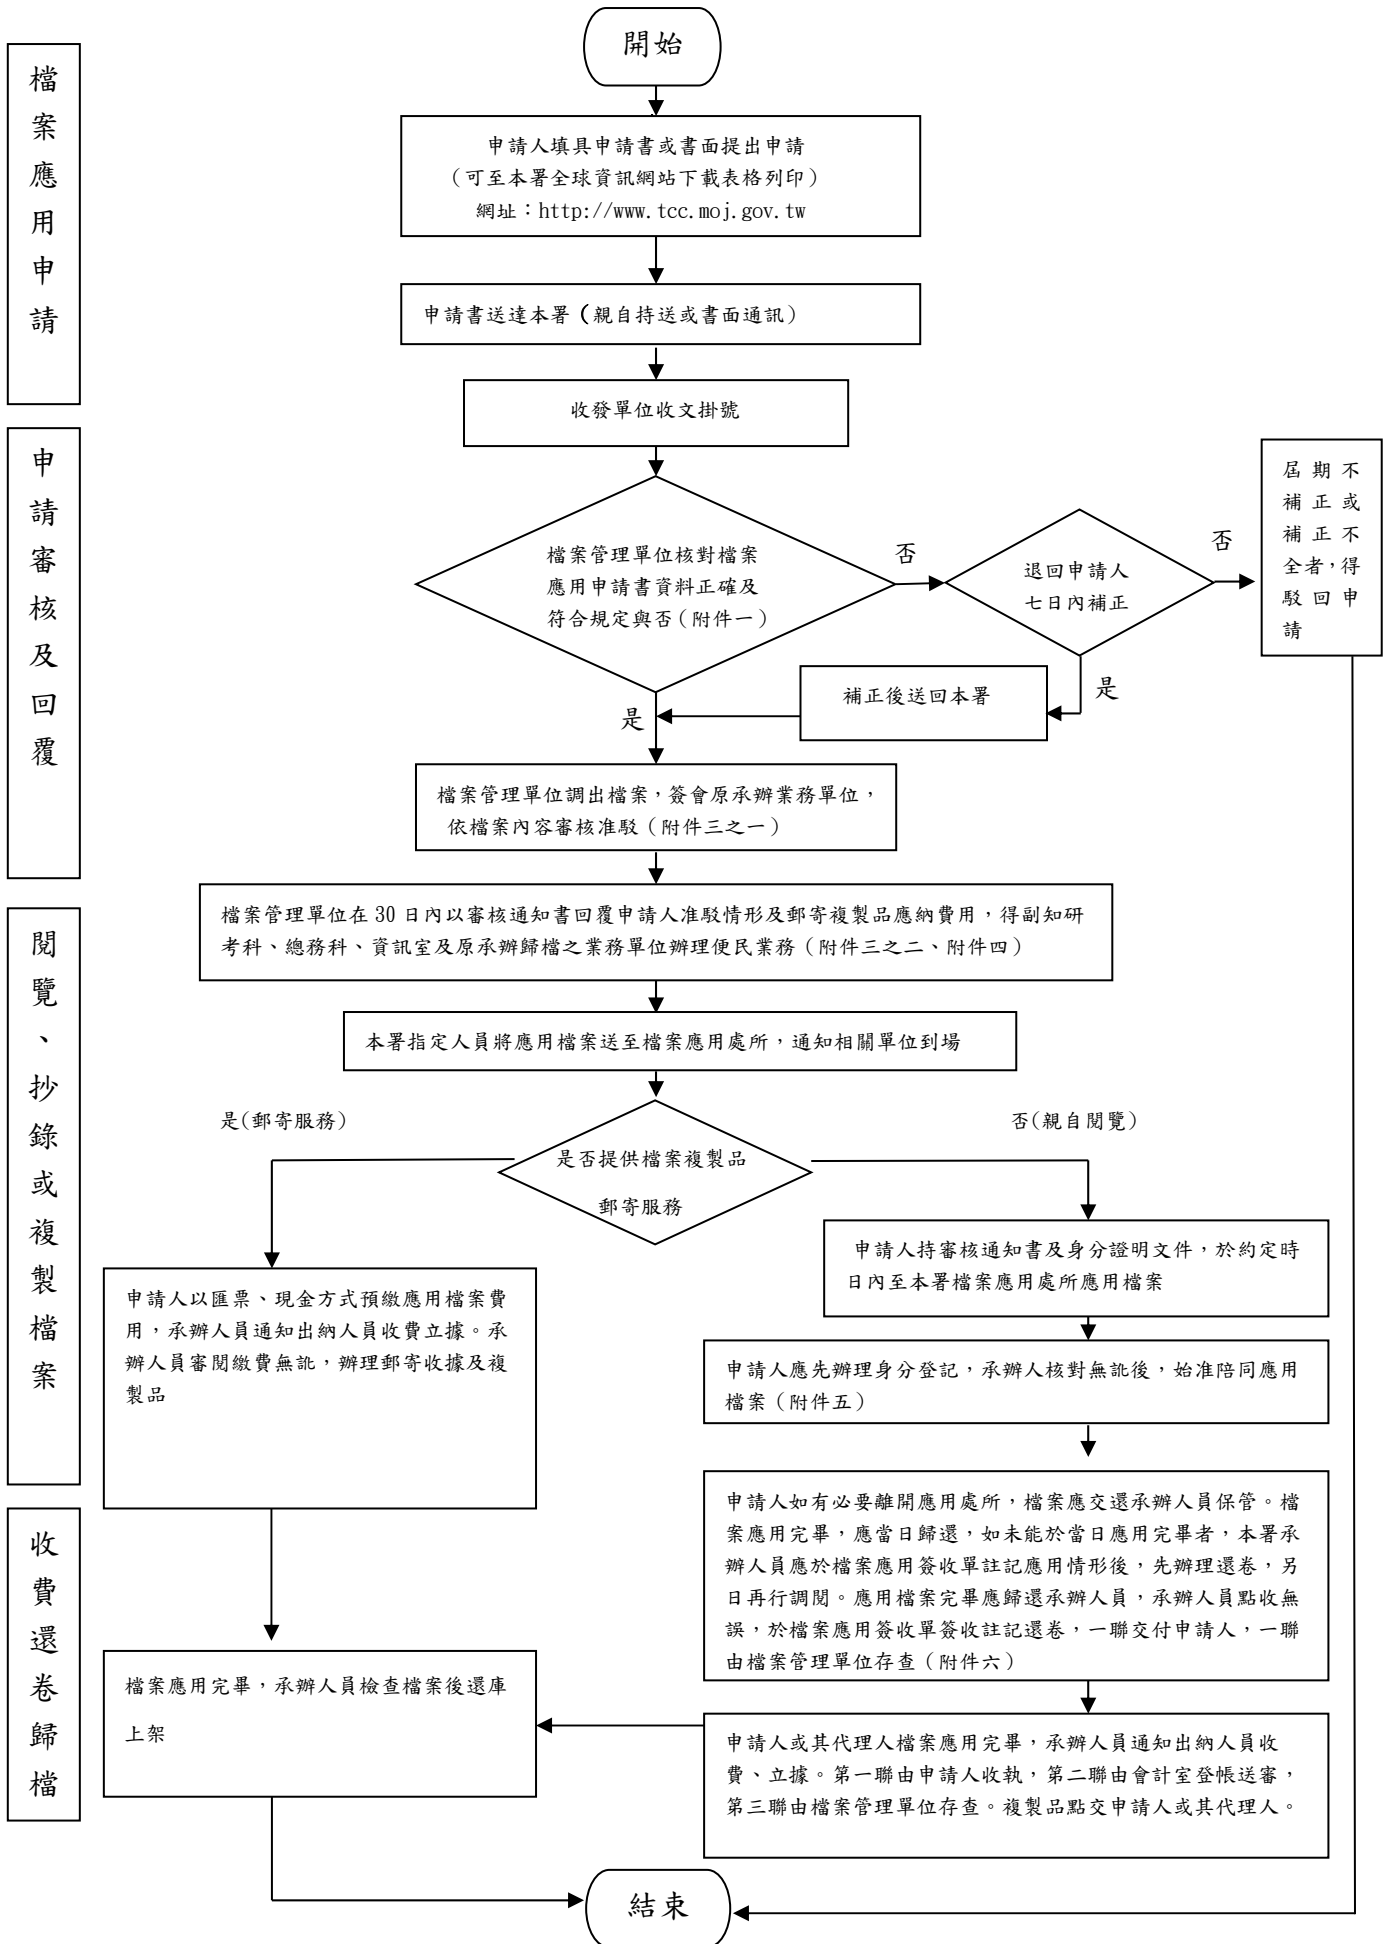 開始
檔案應用申請
申請人填具申請書或書面提出申請
（可至本署全球資訊網站下載表格列印）
網址：http://www.tcc.moj.gov.tw
申請書送達本署（親自持送或書面通訊）
收發單位收文掛號
申請審核及回覆
檔案管理單位核對檔案
應用申請書資料正確及
符合規定與否（附件一）
否
退回申請人
七日內補正
否
屆期不
補正或
補正不
全者，得
駁回申
請
是
補正後送回本署
是
檔案管理單位調出檔案，簽會原承辦業務單位，
依檔案內容審核准駁（附件三之一）
檔案管理單位在 30 日內以審核通知書回覆申請人准駁情形及郵寄複製品應納費用，得副知研
考科、總務科、資訊室及原承辦歸檔之業務單位辦理便民業務（附件三之二、附件四）
閱覽、抄錄或複製檔案
本署指定人員將應用檔案送至檔案應用處所，通知相關單位到場
是(郵寄服務)
否(親自閱覽)
是否提供檔案複製品
郵寄服務
申請人持審核通知書及身分證明文件，於約定時
日內至本署檔案應用處所應用檔案
申請人以匯票、現金方式預繳應用檔案費
用，承辦人員通知出納人員收費立據。承
辦人員審閱繳費無訛，辦理郵寄收據及複
製品
申請人應先辦理身分登記，承辦人核對無訛後，始准陪同應用
檔案（附件五）
申請人如有必要離開應用處所，檔案應交還承辦人員保管。檔
案應用完畢，應當日歸還，如未能於當日應用完畢者，本署承
辦人員應於檔案應用簽收單註記應用情形後，先辦理還卷，另
日再行調閱。應用檔案完畢應歸還承辦人員，承辦人員點收無
誤，於檔案應用簽收單簽收註記還卷，一聯交付申請人，一聯
由檔案管理單位存查（附件六）
收費還卷歸檔
檔案應用完畢，承辦人員檢查檔案後還庫
上架
申請人或其代理人檔案應用完畢，承辦人員通知出納人員收
費、立據。第一聯由申請人收執，第二聯由會計室登帳送審，
第三聯由檔案管理單位存查。複製品點交申請人或其代理人。
結束